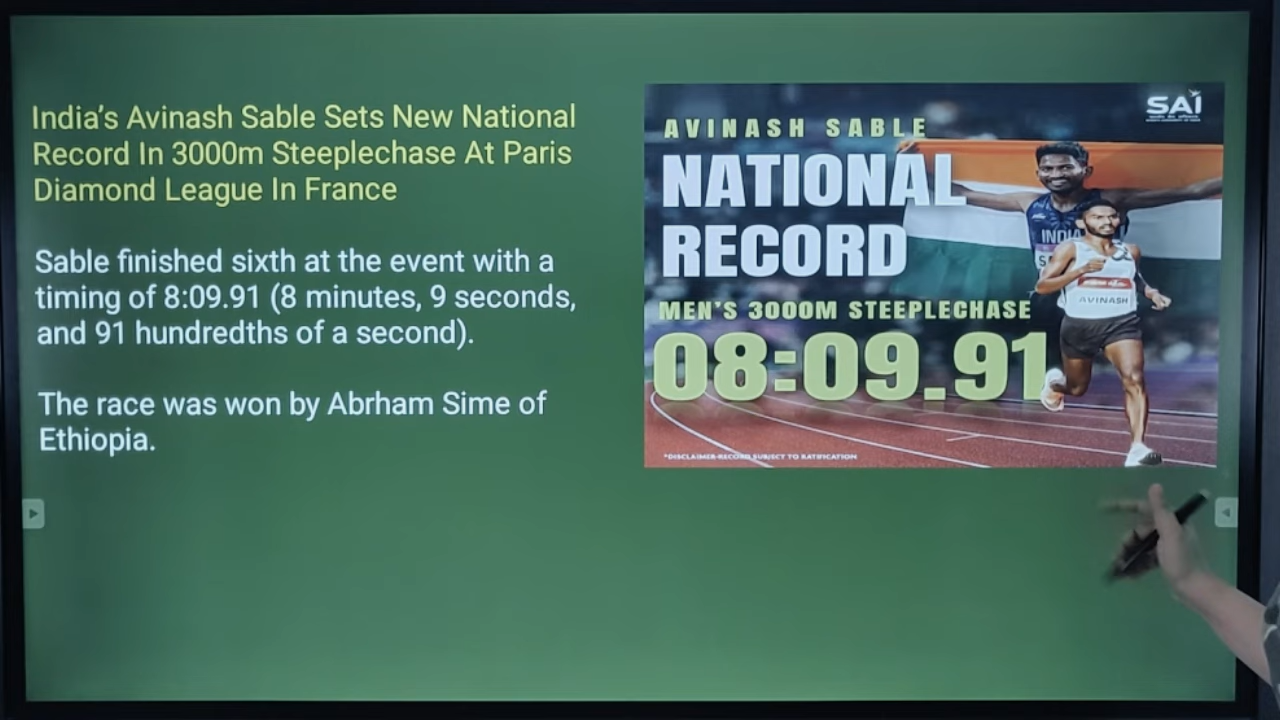 India's Avinash Sable Sets New National
Record In 3000m Steeplechase At Paris
Diamond League In France
Sable finished sixth at the event with a
timing of 8:09.91 (8 minutes, 9 seconds,
and 91 hundredths of a second).
The race was won by Abrham Sime of
Ethiopia.
SAI
AVINASH SABLE
NATIONAL
RECORD
INDIA
AVINASH
MEN'S 3000M STEEPLECHASE
08:09.91
*DISCLAIMER-RECORD SUBJECT TO RATIFICATION